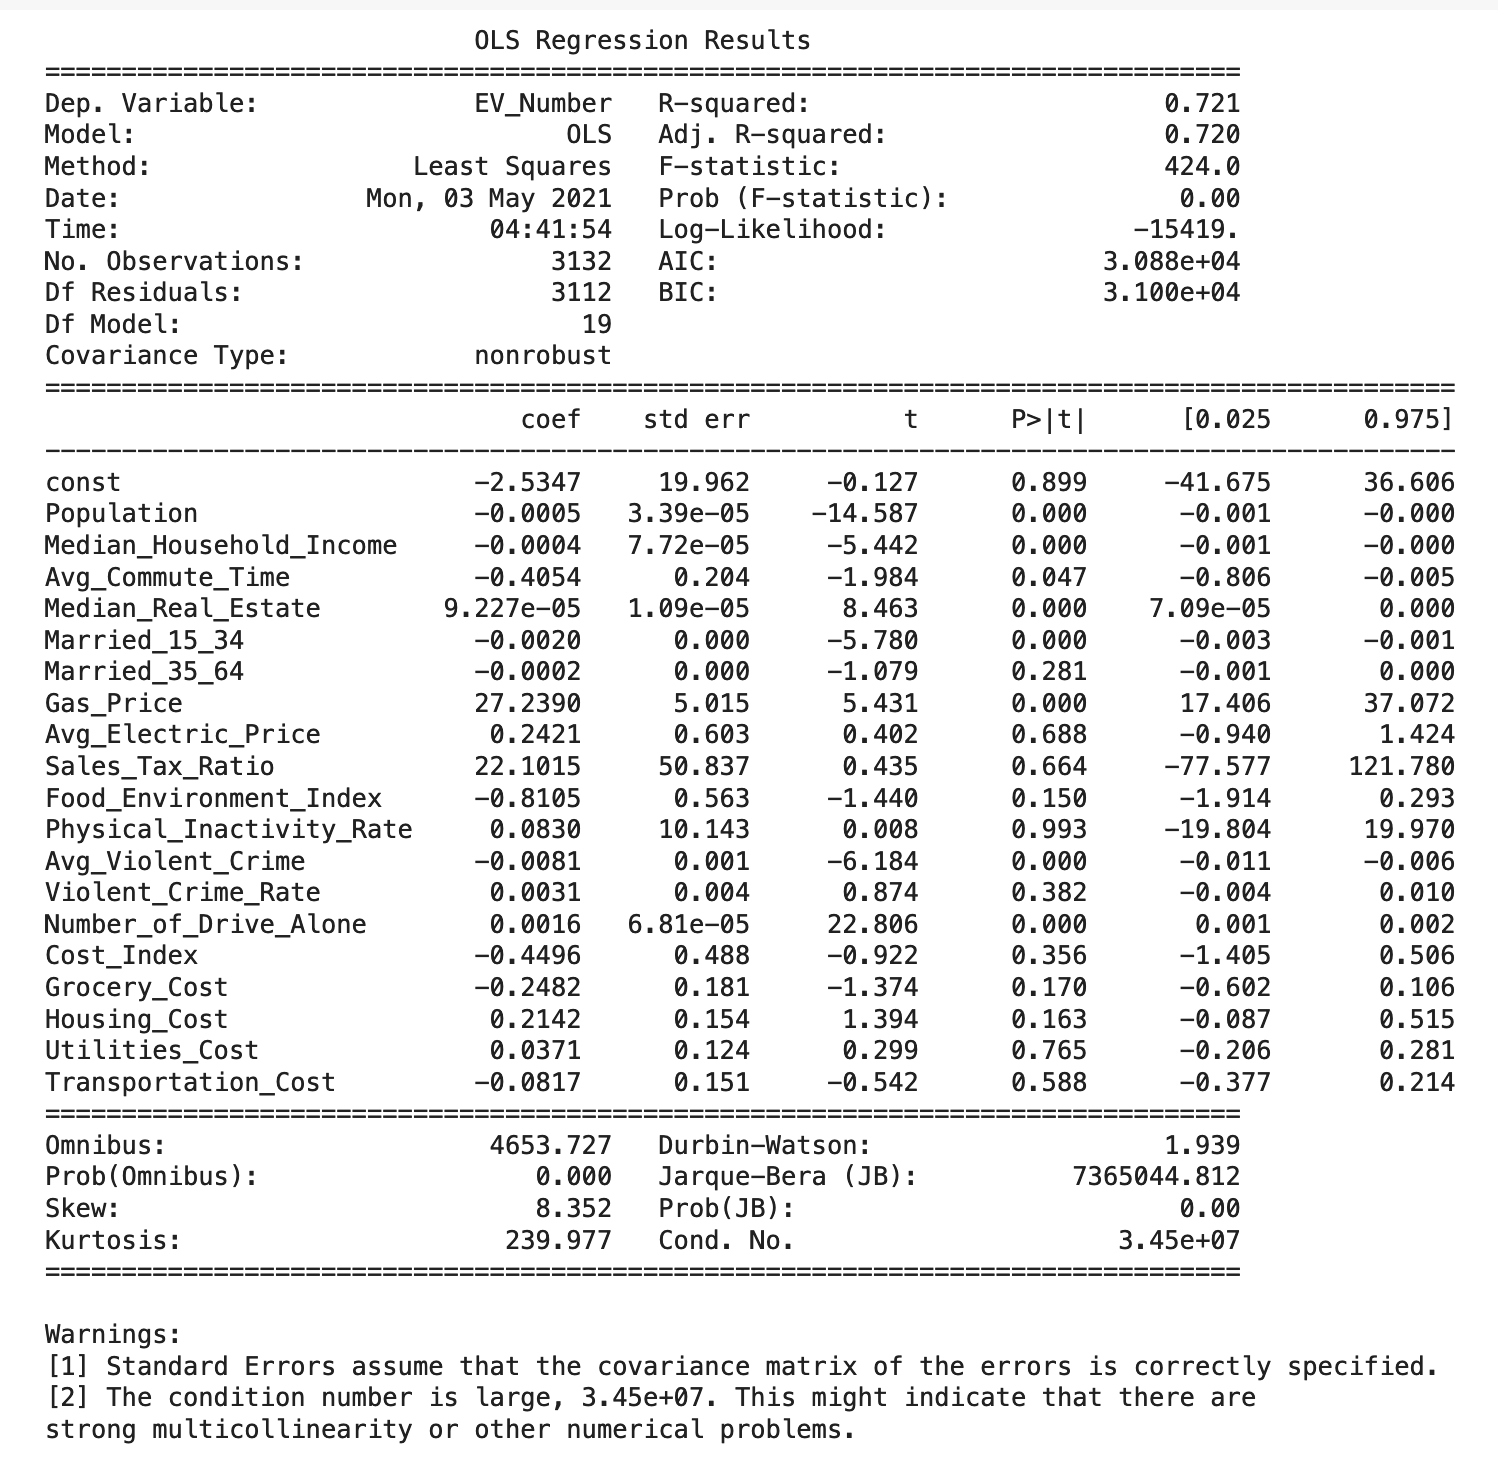 OLS Regression Results
==============================================================================
Dep. Variable: EV_Number R-squared: 0.721
Model: OLS Adj. R-squared: 0.720
Method: Least Squares F-statistic: 424.0
Date: Mon, 03 May 2021 Prob (F-statistic): 0.00
Time: 04:41:54 Log-Likelihood: -15419.
No. Observations: 3132 AIC: 3.088e+04
Df Residuals: 3112 BIC: 3.100e+04
Df Model: 19
Covariance Type: nonrobust
============================================================================================
coef std err t P>|t| [0.025 0.975]
--------------------------------------------------------------------------------------------
const -2.5347 19.962 -0.127 0.899 -41.675 36.606
Population -0.0005 3.39e-05 -14.587 0.000 -0.001 -0.000
Median_Household_Income -0.0004 7.72e-05 -5.442 0.000 -0.001 -0.000
Avg_Commute_Time -0.4054 0.204 -1.984 0.047 -0.806 -0.005
Median_Real_Estate 9.227e-05 1.09e-05 8.463 0.000 7.09e-05 0.000
Married_15_34 -0.0020 0.000 -5.780 0.000 -0.003 -0.001
Married_35_64 -0.0002 0.000 -1.079 0.281 -0.001 0.000
Gas_Price 27.2390 5.015 5.431 0.000 17.406 37.072
Avg_Electric_Price 0.2421 0.603 0.402 0.688 -0.940 1.424
Sales_Tax_Ratio 22.1015 50.837 0.435 0.664 -77.577 121.780
Food_Environment_Index -0.8105 0.563 -1.440 0.150 -1.914 0.293
Physical_Inactivity_Rate 0.0830 10.143 0.008 0.993 -19.804 19.970
Avg_Violent_Crime -0.0081 0.001 -6.184 0.000 -0.011 -0.006
Violent_Crime_Rate 0.0031 0.004 0.874 0.382 -0.004 0.010
Number_of_Drive_Alone 0.0016 6.81e-05 22.806 0.000 0.001 0.002
Cost_Index -0.4496 0.488 -0.922 0.356 -1.405 0.506
Grocery_Cost -0.2482 0.181 -1.374 0.170 -0.602 0.106
Housing_Cost 0.2142 0.154 1.394 0.163 -0.087 0.515
Utilities_Cost 0.0371 0.124 0.299 0.765 -0.206 0.281
Transportation_Cost -0.0817 0.151 -0.542 0.588 -0.377 0.214
==============================================================================
Omnibus: 4653.727 Durbin-Watson: 1.939
Prob(Omnibus): 0.000 Jarque-Bera (JB): 7365044.812
Skew: 8.352 Prob(JB): 0.00
Kurtosis: 239.977 Cond. No. 3.45e+07
==============================================================================
Warnings:
[1] Standard Errors assume that the covariance matrix of the errors is correctly specified.
[2] The condition number is large, 3.45e+07. This might indicate that there are
strong multicollinearity or other numerical problems.